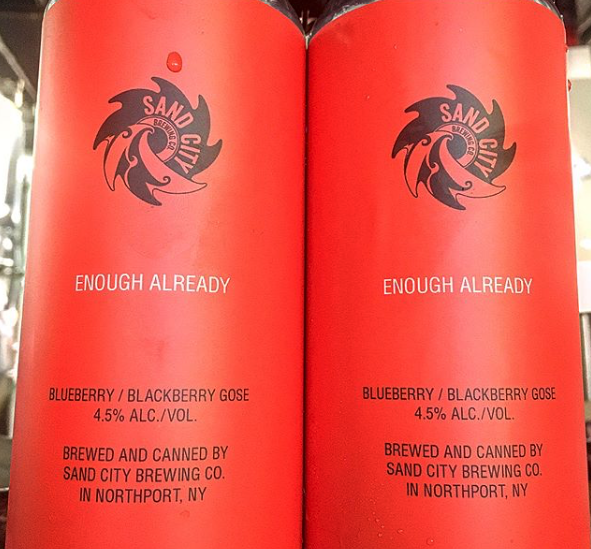 SAND CITY
BREWING CO.
ENOUGH ALREADY
BLUEBERRY / BLACKBERRY GOSE
4.5% ALC./VOL.
BREWED AND CANNED BY
SAND CITY BREWING CO.
IN NORTHPORT, NY
SAND CITY
BREWING CO.
ENOUGH ALREADY
BLUEBERRY / BLACKBERRY GOSE
4.5% ALC./VOL.
BREWED AND CANNED BY
SAND CITY BREWING CO.
IN NORTHPORT, NY